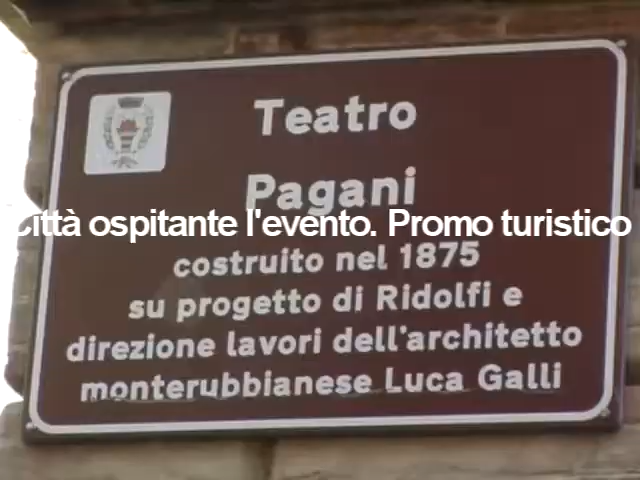 Teatro
Pagani
Città ospitante l'evento. Promo turistico
costruito nel 1875
su progetto di Ridolfi e
direzione lavori dell'architetto
monterubbianese Luca Galli